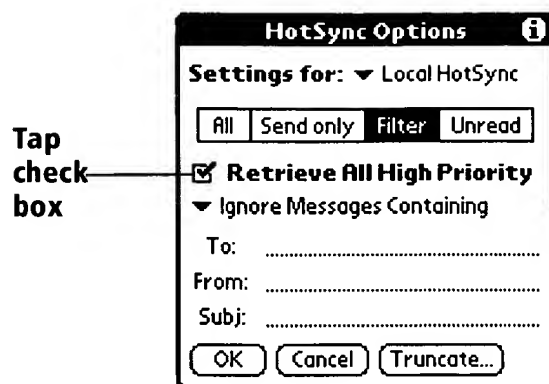 HotSync Options
Settings for: Local HotSync
All Send only Filter Unread
Tap check box
Retrieve All High Priority
Ignore Messages Containing
To:
From:
Subj:
OK Cancel Truncate...